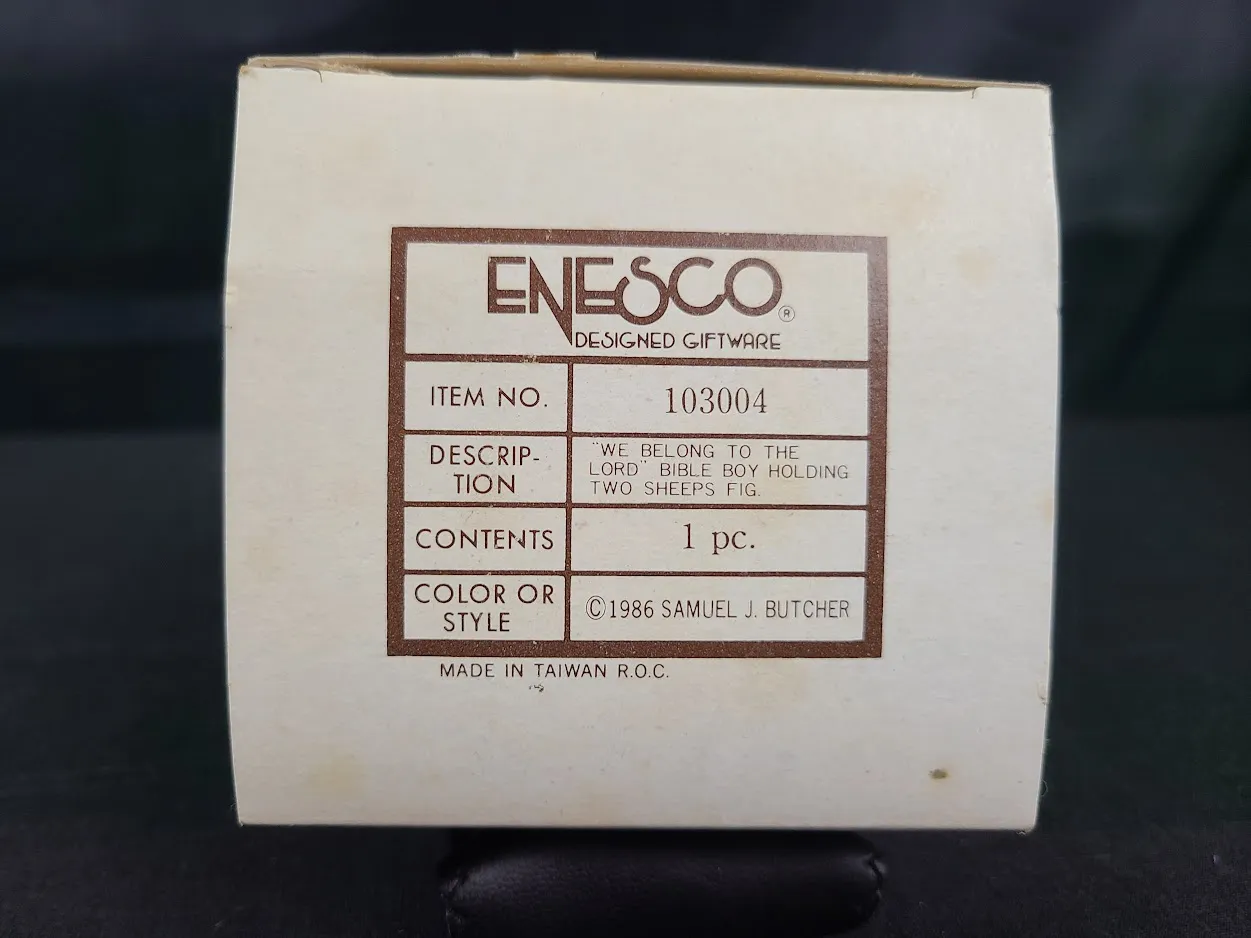 ENESCO®
DESIGNED GIFTWARE
ITEM NO.
103004
DESCRIP-
TION
"WE BELONG TO THE
LORD" BIBLE BOY HOLDING
TWO SHEEPS FIG.
CONTENTS
1 pc.
COLOR OR
STYLE
©1986 SAMUEL J. BUTCHER
MADE IN TAIWAN R.O.C.